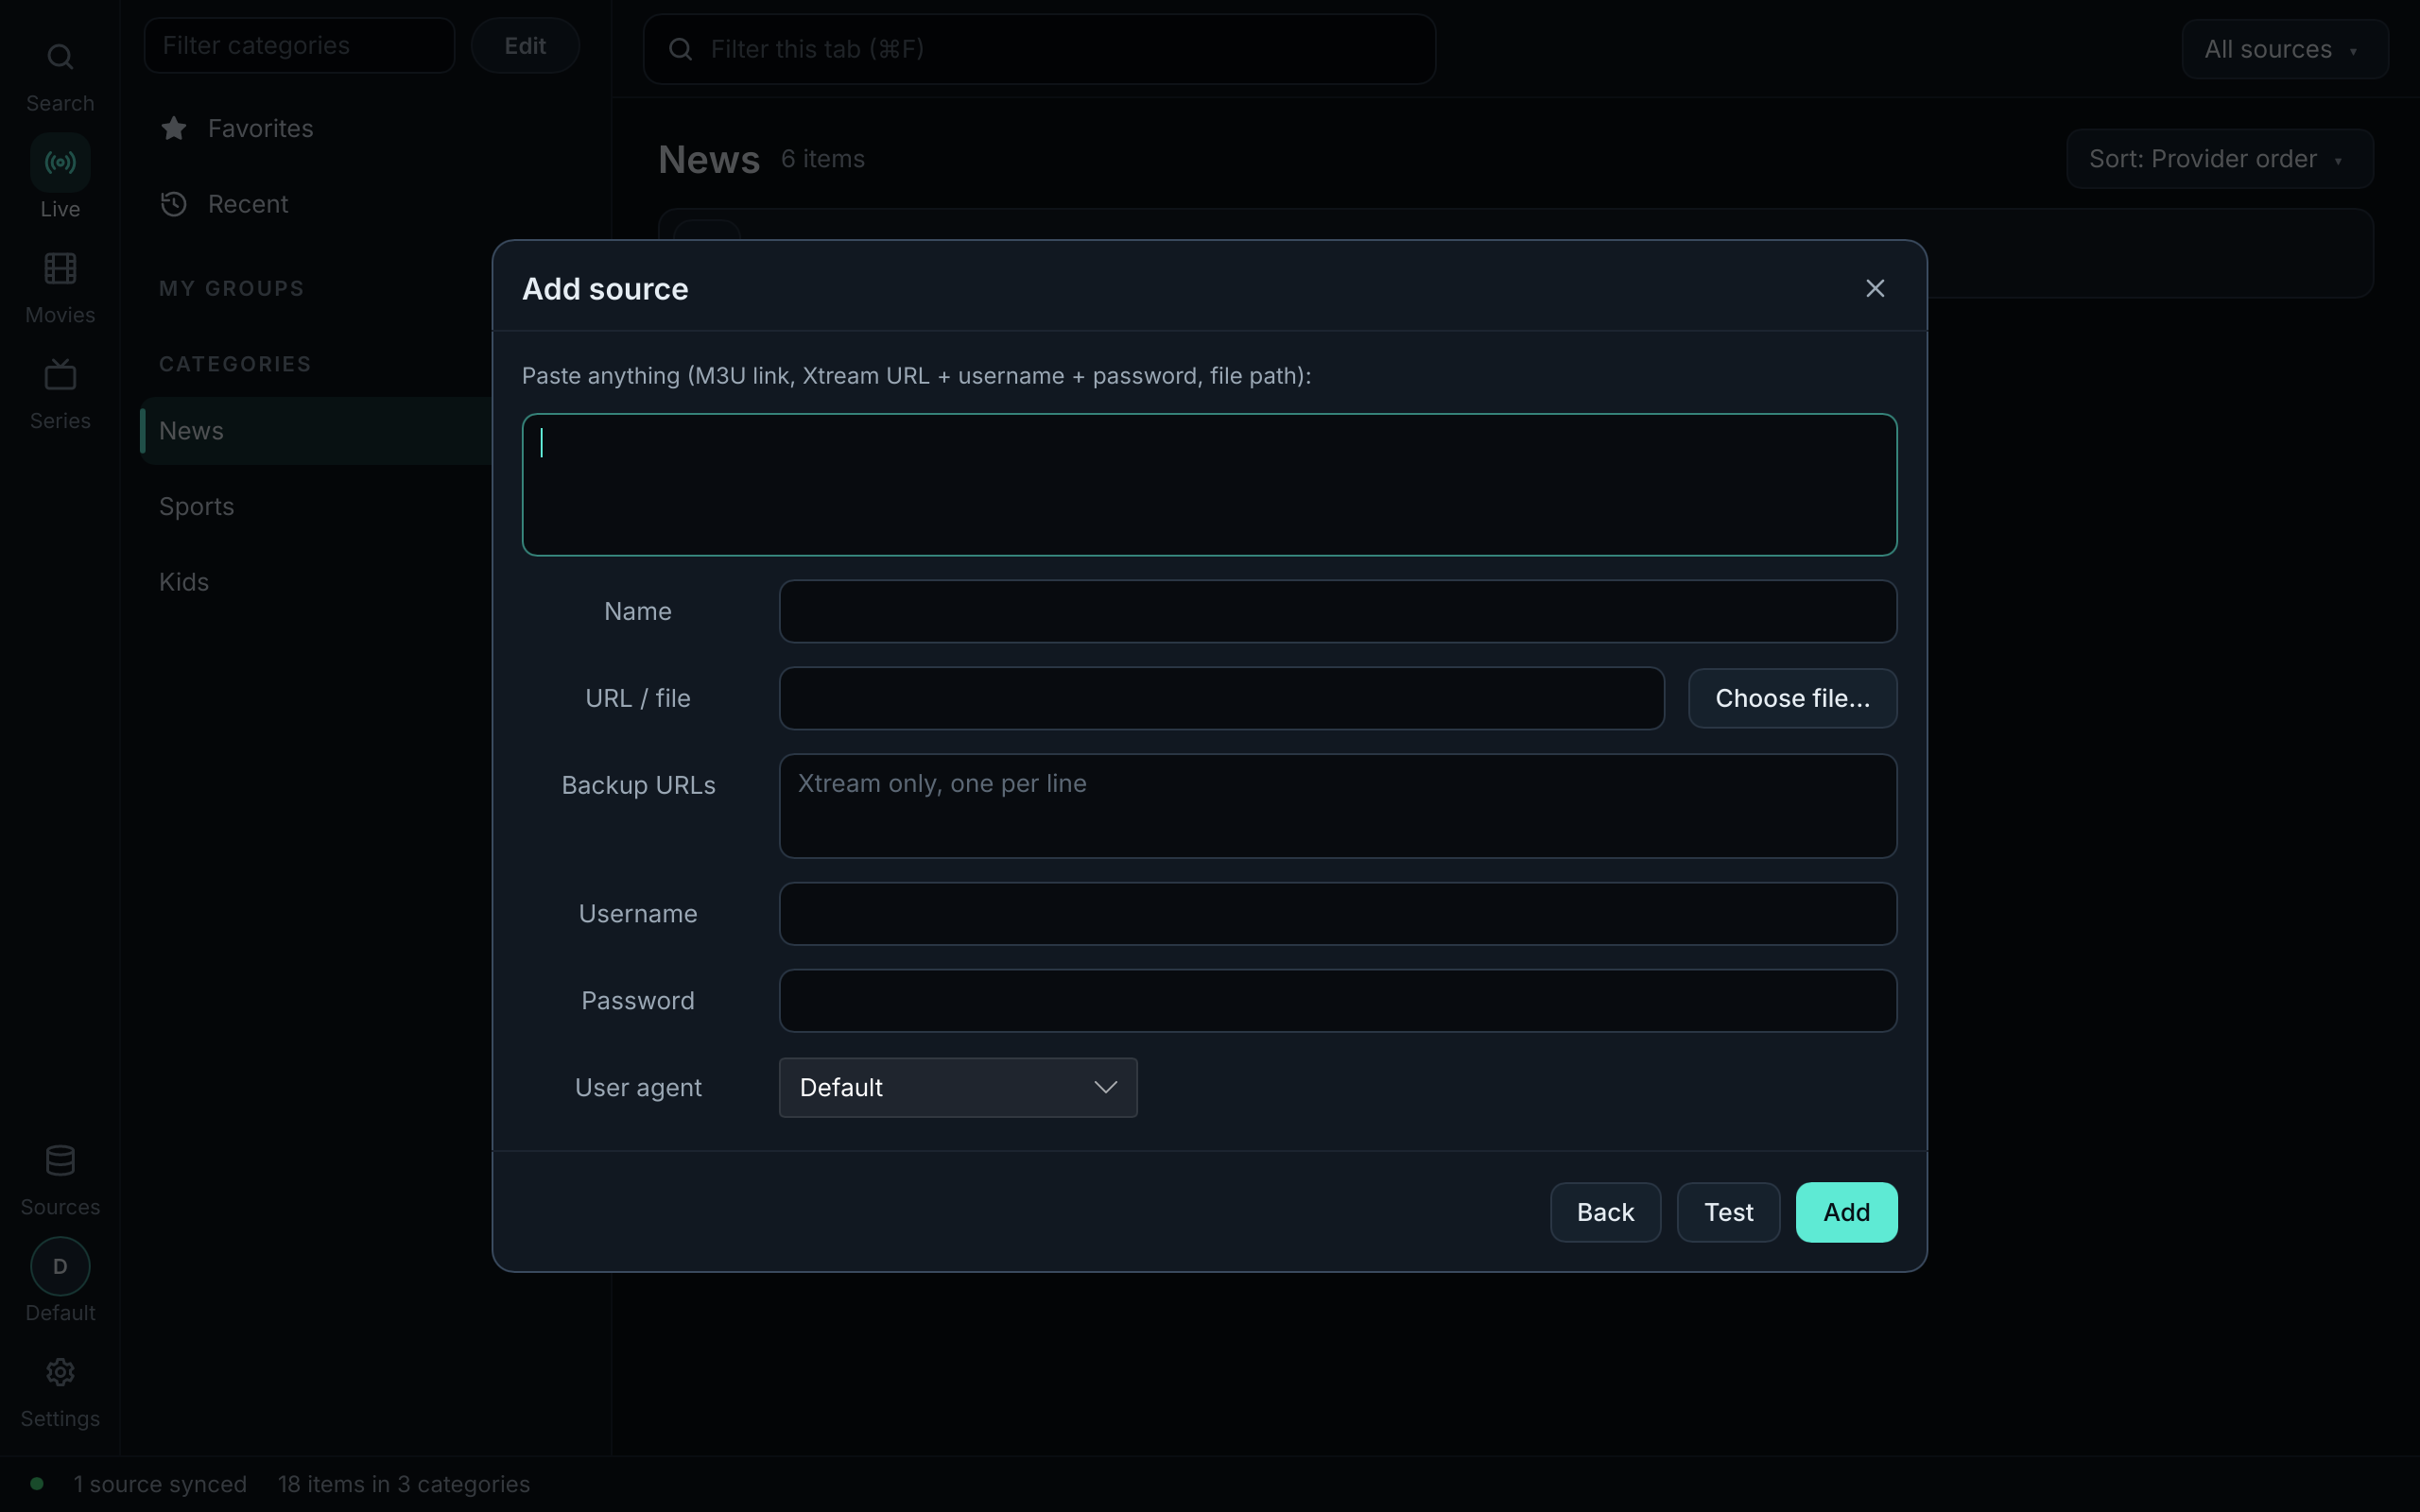 Search
Live
Movies
Series
Sources
D
Default
Settings
Filter categories
Edit
Favorites
Recent
MY GROUPS
CATEGORIES
News
Sports
Kids
Filter this tab (⌘F)
All sources
News 6 items
Sort: Provider order
Add source
Paste anything (M3U link, Xtream URL + username + password, file path):
Name
URL / file
Choose file...
Backup URLs
Xtream only, one per line
Username
Password
User agent
Default
Back
Test
Add
1 source synced
18 items in 3 categories